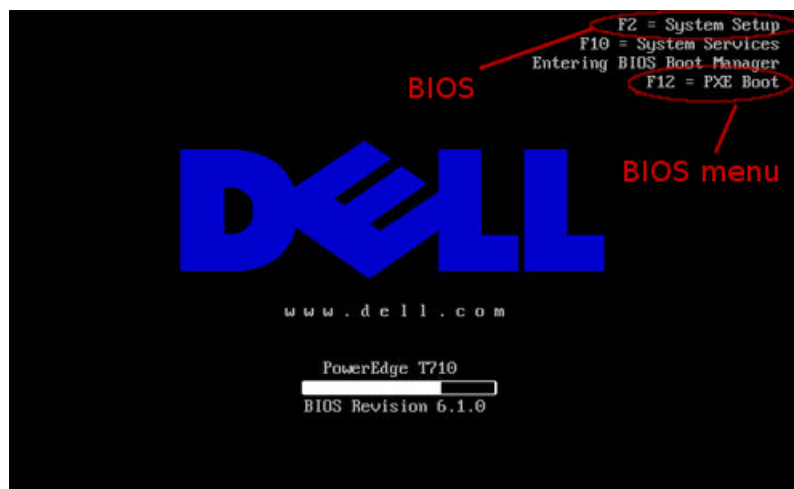 F2 = System Setup
F10 = System Services
Entering BIOS Boot Manager
F12 = PXE Boot
BIOS
BIOS menu
DELL
www.dell.com
PowerEdge T710
BIOS Revision 6.1.0